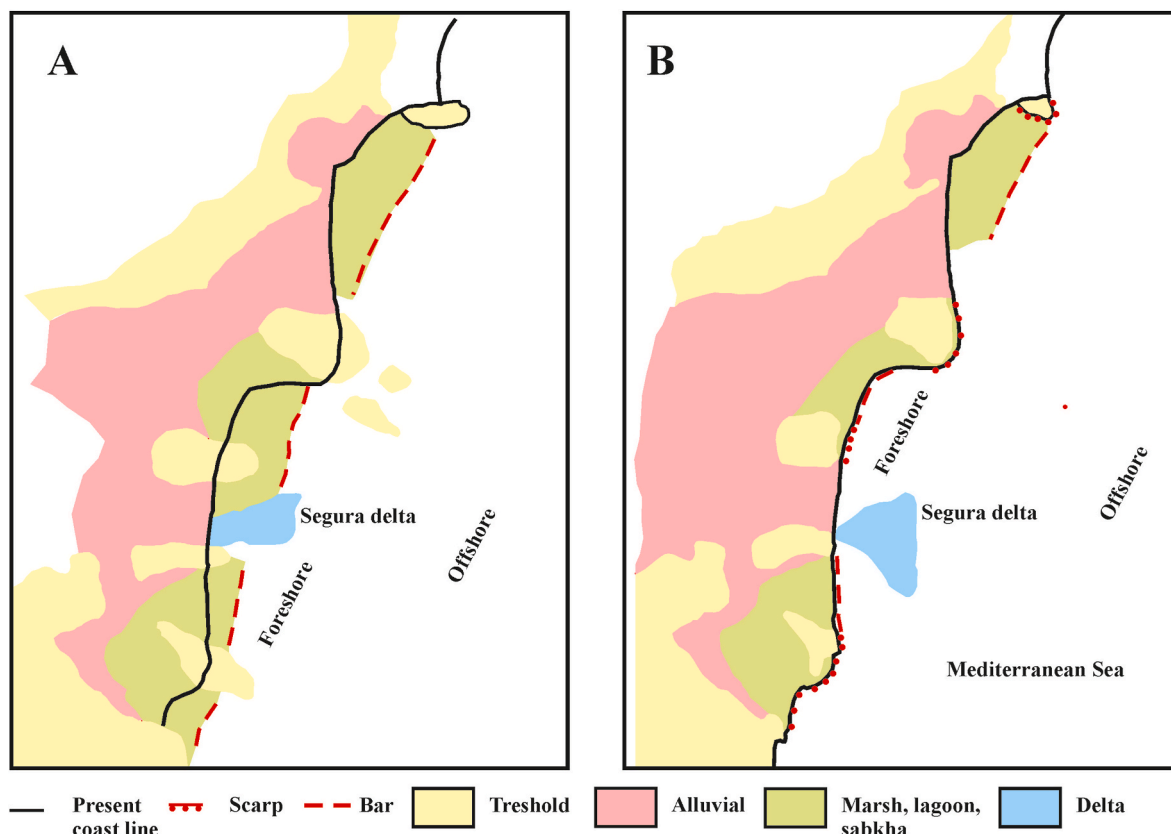 A
B
Segura delta
Foreshore
Offshore
Segura delta
Foreshore
Offshore
Mediterranean Sea
Present coast line
Scarp
Bar
Treshold
Alluvial
Marsh, lagoon, sabkha
Delta